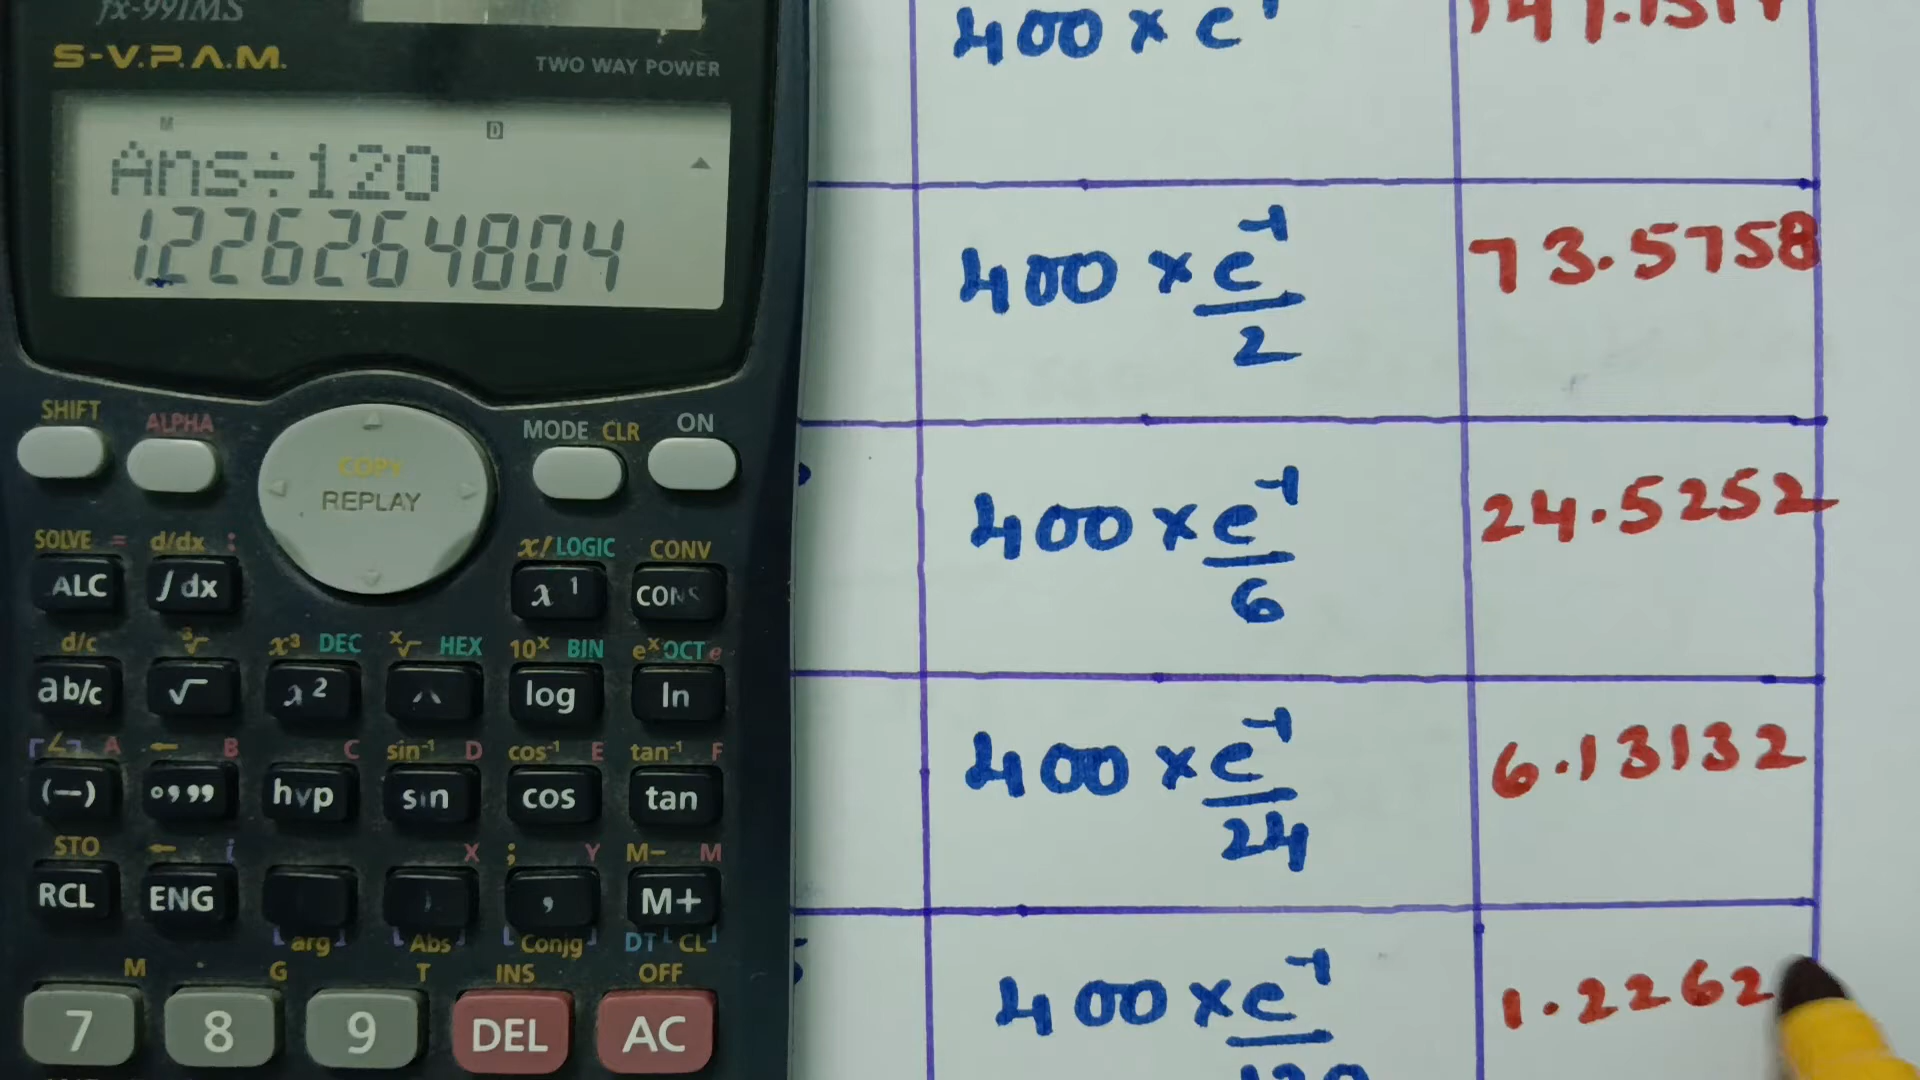 fx-991MS
S-V.P.A.M.
TWO WAY POWER
M D
Ans÷120
1.226264804
SHIFT
ALPHA
MODE CLR
ON
COPY
REPLAY
SOLVE = d/dx : x! LOGIC CONV
CALC ∫dx x⁻¹ CONS
d/c ³√ x³ DEC ˣ√ HEX 10ˣ BIN eˣ OCT e
ab/c √ x² ^ log ln
∠ A ← B C sin⁻¹ D cos⁻¹ E tan⁻¹ F
(−) °,,, hyp sin cos tan
STO ← i X ; Y M− M
RCL ENG ) , M+
arg Abs Conjg DT CL
M G T INS OFF
7 8 9 DEL AC
400 × e⁻¹
400 × e⁻¹/2 73.5758
400 × e⁻¹/6 24.5252
400 × e⁻¹/24 6.13132
400 × e⁻¹/120 1.2262